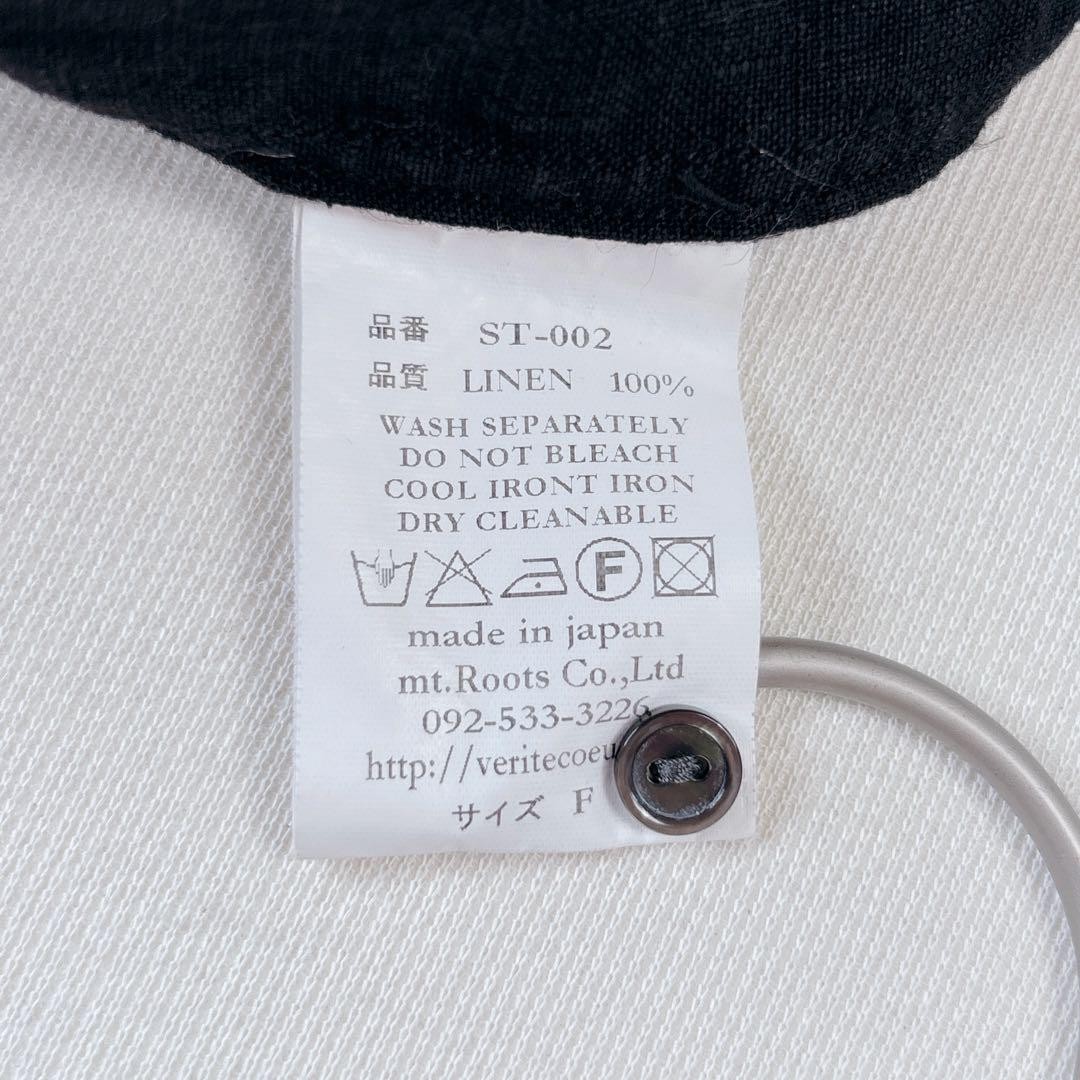 品番 ST-002
品質 LINEN 100%
WASH SEPARATELY
DO NOT BLEACH
COOL IRONT IRON
DRY CLEANABLE
F
made in japan
mt.Roots Co.,Ltd
092-533-3226
http://veritecoeu
サイズ F